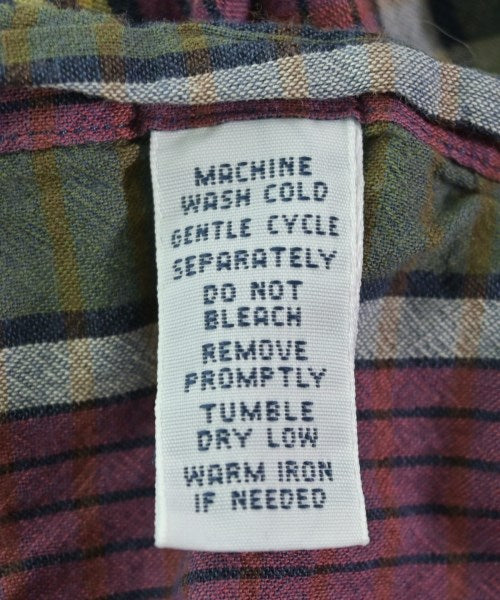 MACHINE
WASH COLD
GENTLE CYCLE
SEPARATELY
DO NOT
BLEACH
REMOVE
PROMPTLY
TUMBLE
DRY LOW
WARM IRON
IF NEEDED